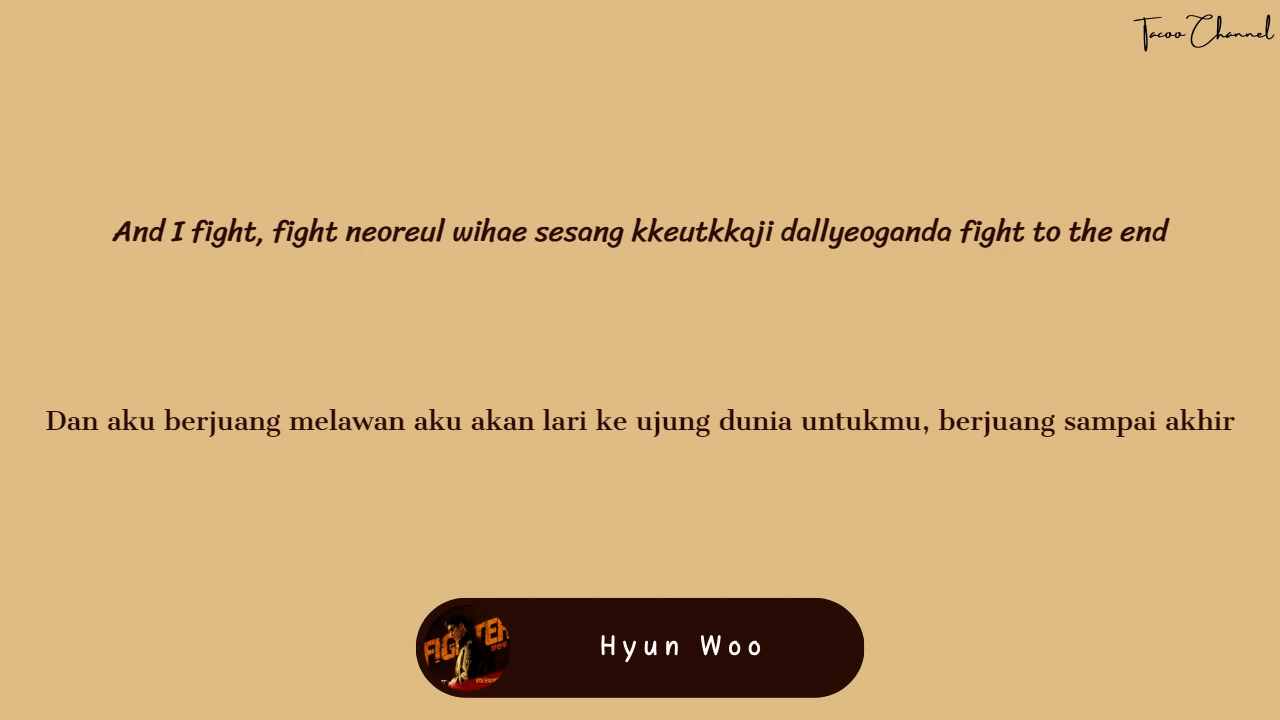 Tacoo Channel
And I fight, fight neoreul wihae sesang kkeutkkaji dallyeoganda fight to the end
Dan aku berjuang melawan aku akan lari ke ujung dunia untukmu, berjuang sampai akhir
FIGHTER
Hyun Woo